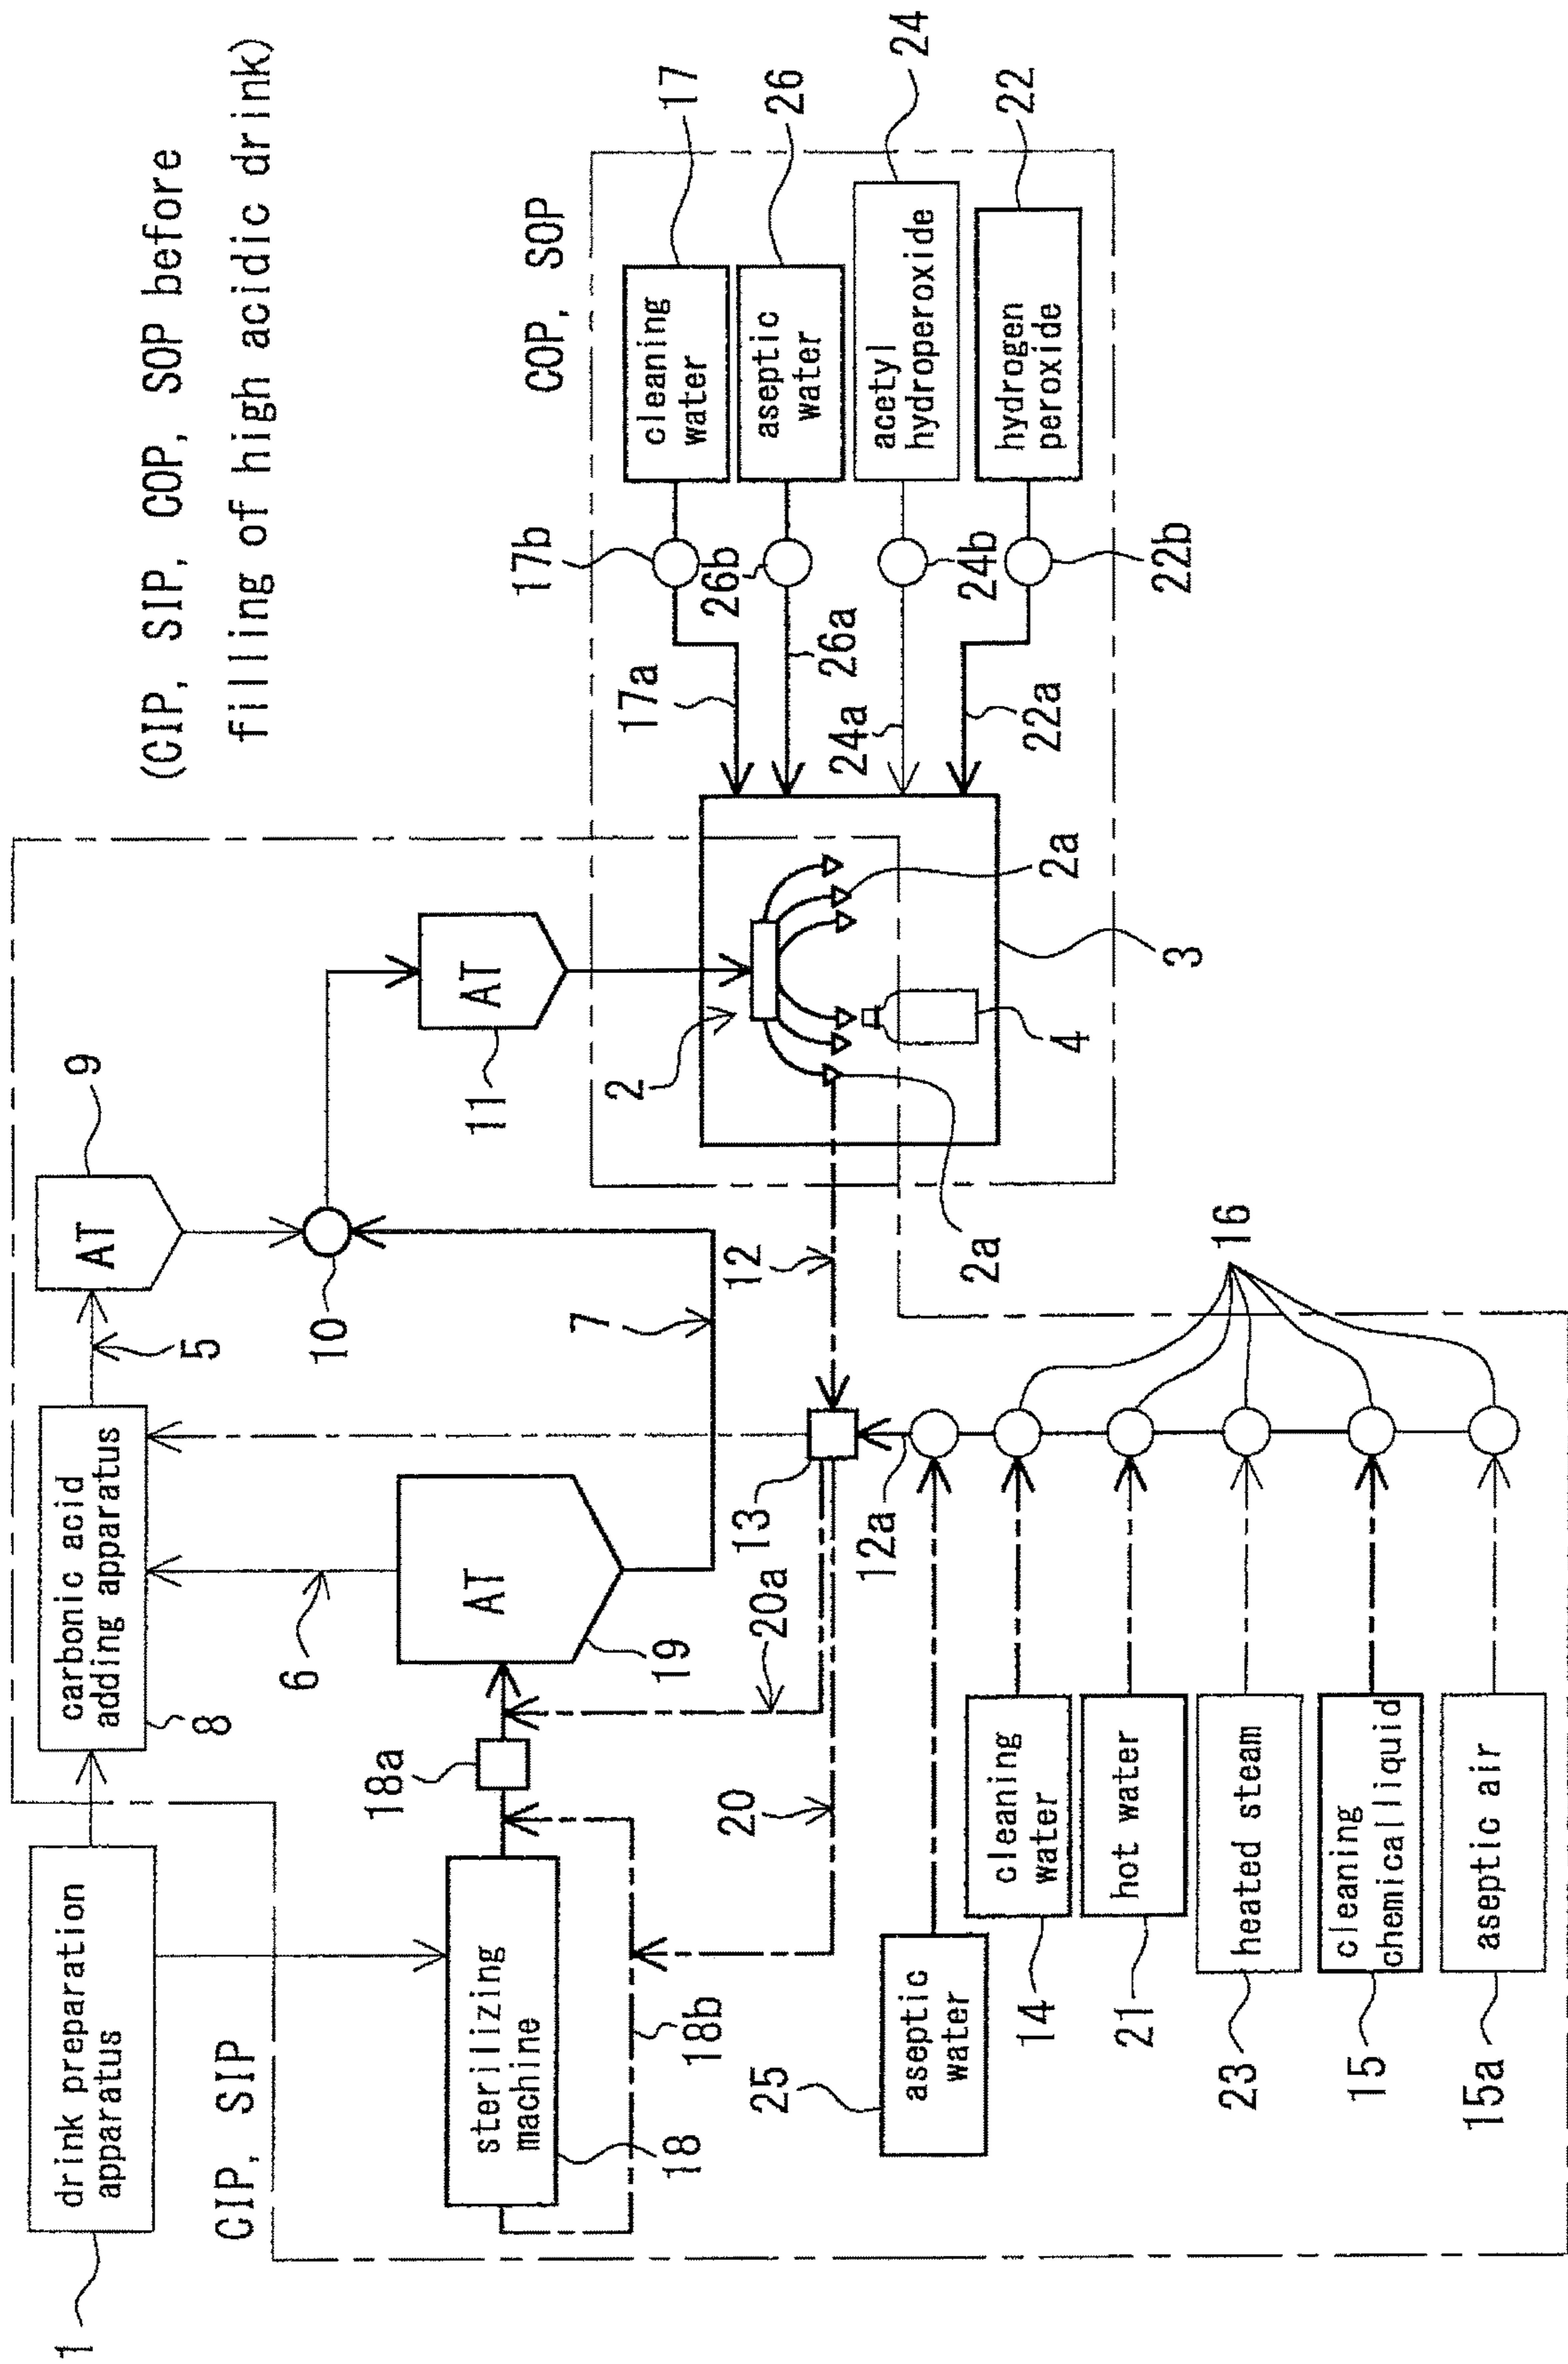 (CIP, SIP, COP, SOP before
filling of high acidic drink)
1
drink preparation
apparatus
CIP, SIP
carbonic acid
adding apparatus
8
5
AT
9
10
6
AT
19
7
18a
sterilizing
machine
18
18b
20
20a
13
12
12a
AT
11
2
2a
2a
4
3
COP, SOP
17b
17a
cleaning
water
17
26b
26a
aseptic
water
26
24b
24a
acetyl
hydroperoxide
24
22b
22a
hydrogen
peroxide
22
16
25
aseptic
water
14
cleaning
water
21
hot water
23
heated steam
15
cleaning
chemical liquid
15a
aseptic air